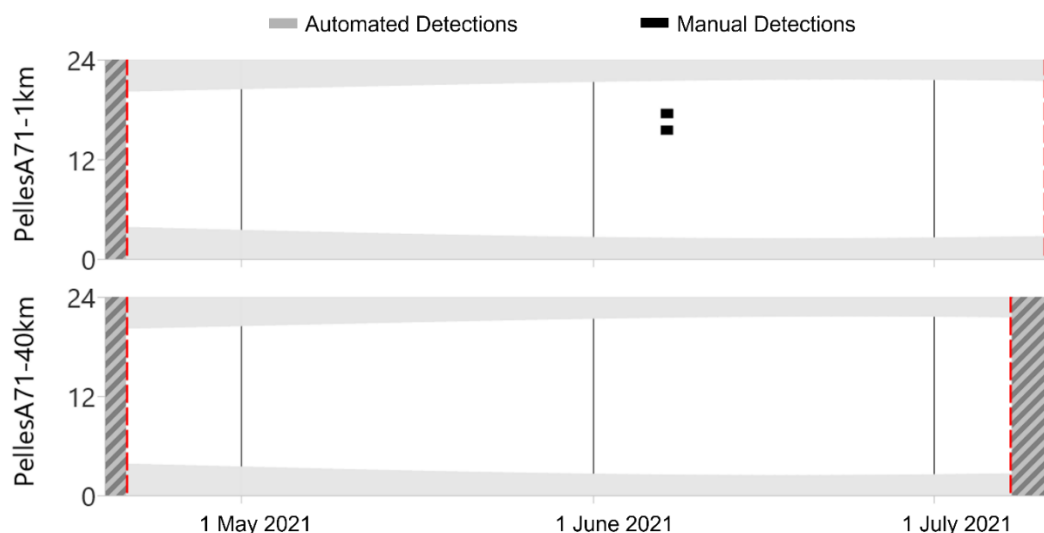 Automated Detections
Manual Detections
PellesA71-1km
24
12
0
PellesA71-40km
24
12
0
1 May 2021
1 June 2021
1 July 2021